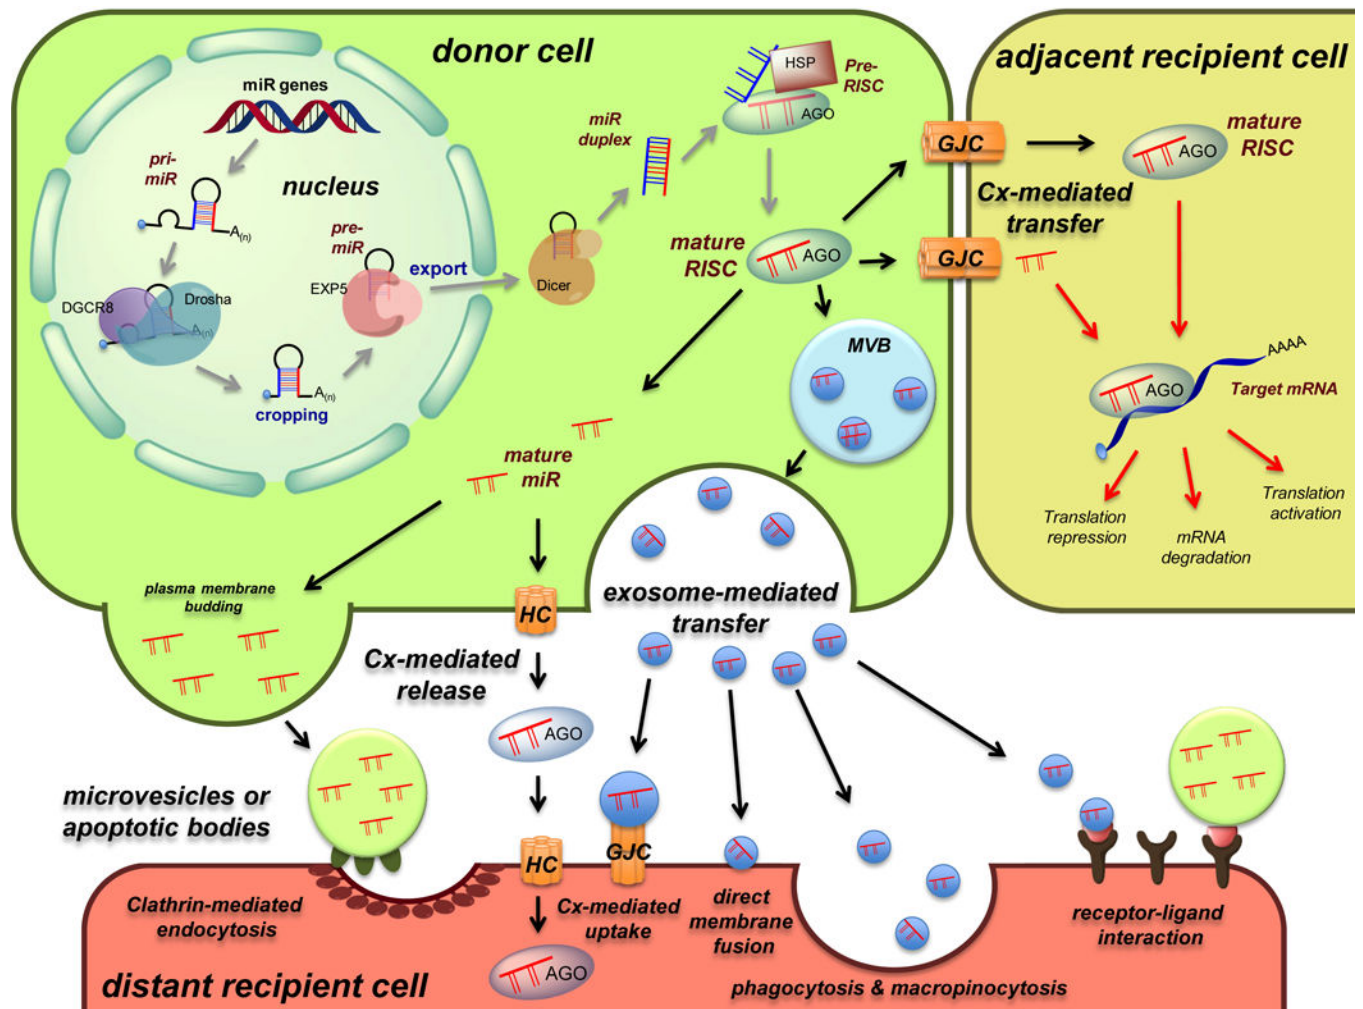 donor cell
adjacent recipient cell
miR genes
HSP
Pre-
RISC
AGO
miR
duplex
pri-
miR
nucleus
A(n)
pre-
miR
EXP5
export
Dicer
DGCR8
Drosha
A(n)
A(n)
cropping
mature
RISC
AGO
GJC
GJC
Cx-mediated
transfer
AGO
mature
RISC
MVB
AGO
AAAA
Target mRNA
Translation
repression
mRNA
degradation
Translation
activation
mature
miR
plasma membrane
budding
HC
exosome-mediated
transfer
Cx-mediated
release
AGO
microvesicles or
apoptotic bodies
HC
GJC
Clathrin-mediated
endocytosis
Cx-mediated
uptake
direct
membrane
fusion
receptor-ligand
interaction
AGO
distant recipient cell
phagocytosis & macropinocytosis